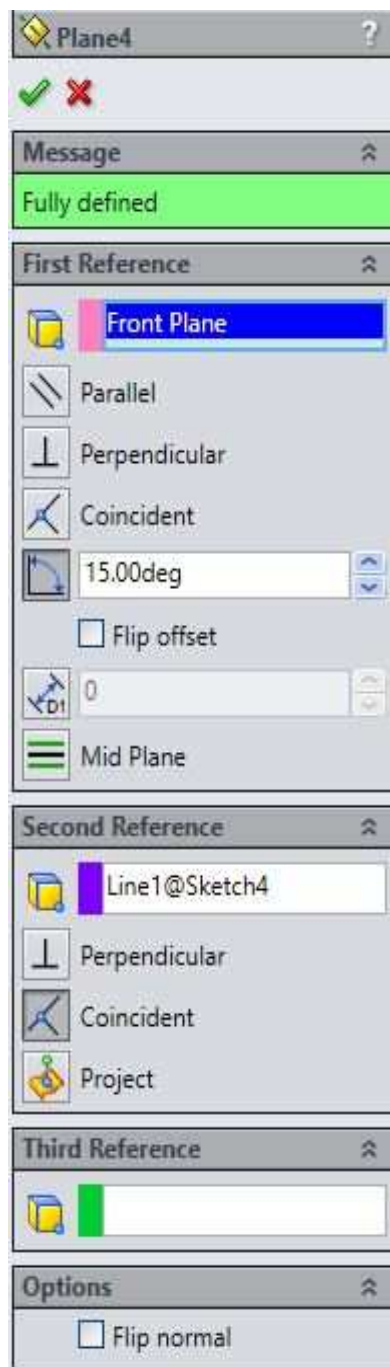 Plane4 ?
Message
Fully defined
First Reference
Front Plane
Parallel
Perpendicular
Coincident
15.00deg
Flip offset
D1 0
Mid Plane
Second Reference
Line1@Sketch4
Perpendicular
Coincident
Project
Third Reference
Options
Flip normal